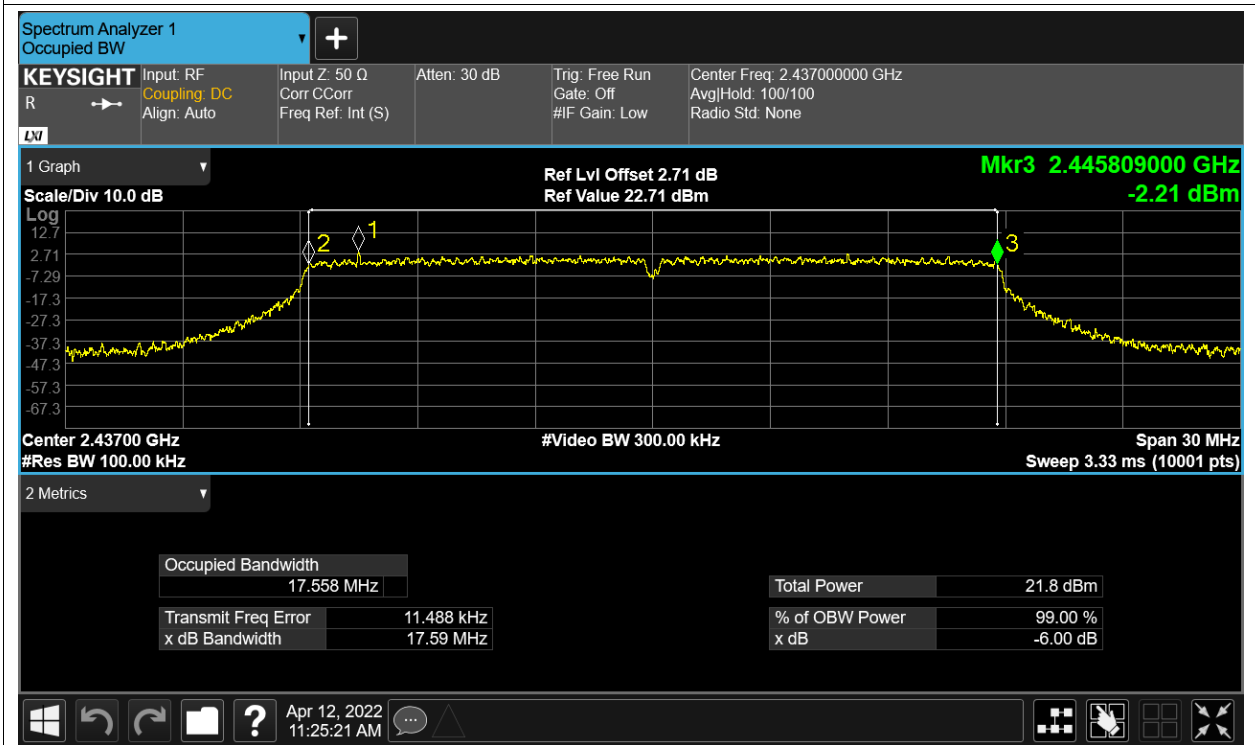 Spectrum Analyzer 1
Occupied BW
KEYSIGHT
R
LXI
Input: RF
Coupling: DC
Align: Auto
Input Z: 50 Ω
Corr CCorr
Freq Ref: Int (S)
Atten: 30 dB
Trig: Free Run
Gate: Off
#IF Gain: Low
Center Freq: 2.437000000 GHz
Avg|Hold: 100/100
Radio Std: None
1 Graph
Scale/Div 10.0 dB
Ref Lvl Offset 2.71 dB
Ref Value 22.71 dBm
Mkr3 2.445809000 GHz
-2.21 dBm
Log
12.7
2.71
-7.29
-17.3
-27.3
-37.3
-47.3
-57.3
-67.3
2
1
3
Center 2.43700 GHz
#Res BW 100.00 kHz
#Video BW 300.00 kHz
Span 30 MHz
Sweep 3.33 ms (10001 pts)
2 Metrics
Occupied Bandwidth
17.558 MHz
Transmit Freq Error 11.488 kHz
x dB Bandwidth 17.59 MHz
Total Power 21.8 dBm
% of OBW Power 99.00 %
x dB -6.00 dB
?
Apr 12, 2022
11:25:21 AM